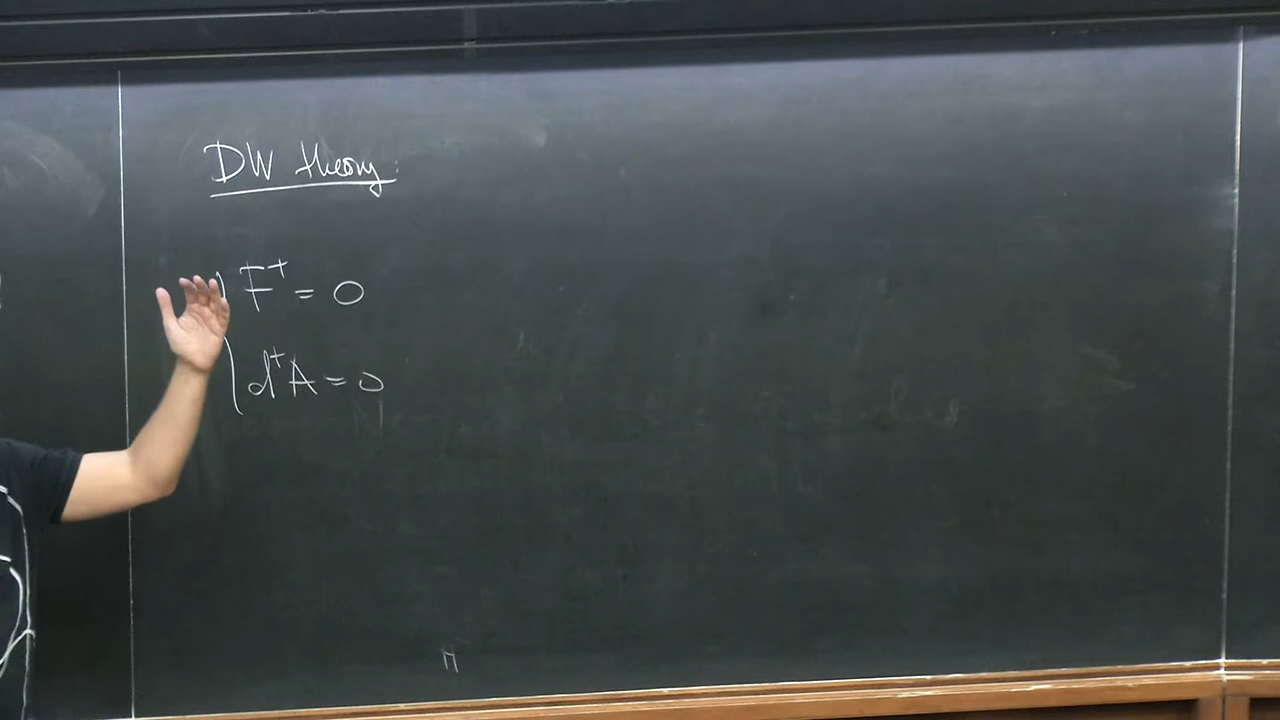 DW theory:
F⁺ = 0
d⁺A = 0